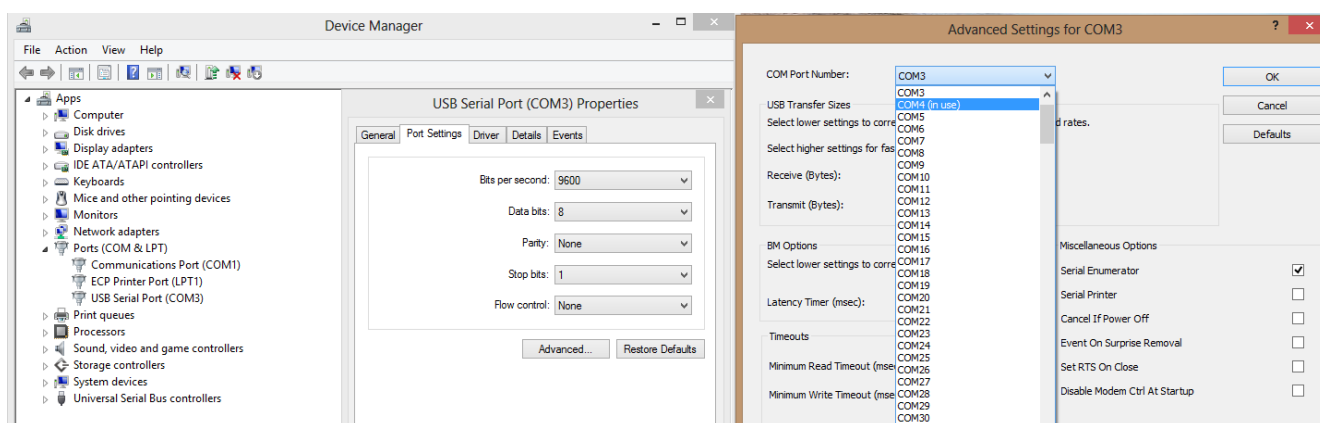 Device Manager
File Action View Help
Apps
Computer
Disk drives
Display adapters
IDE ATA/ATAPI controllers
Keyboards
Mice and other pointing devices
Monitors
Network adapters
Ports (COM & LPT)
Communications Port (COM1)
ECP Printer Port (LPT1)
USB Serial Port (COM3)
Print queues
Processors
Sound, video and game controllers
Storage controllers
System devices
Universal Serial Bus controllers
USB Serial Port (COM3) Properties
General Port Settings Driver Details Events
Bits per second: 9600
Data bits: 8
Parity: None
Stop bits: 1
Flow control: None
Advanced... Restore Defaults
Advanced Settings for COM3
COM Port Number: COM3
OK
Cancel
Defaults
USB Transfer Sizes
Select lower settings to corre
d rates.
Select higher settings for fas
Receive (Bytes):
Transmit (Bytes):
BM Options
Select lower settings to corre
Latency Timer (msec):
Timeouts
Minimum Read Timeout (mse
Minimum Write Timeout (mse
COM3
COM4 (in use)
COM5
COM6
COM7
COM8
COM9
COM10
COM11
COM12
COM13
COM14
COM15
COM16
COM17
COM18
COM19
COM20
COM21
COM22
COM23
COM24
COM25
COM26
COM27
COM28
COM29
COM30
Miscellaneous Options
Serial Enumerator
Serial Printer
Cancel If Power Off
Event On Surprise Removal
Set RTS On Close
Disable Modem Ctrl At Startup